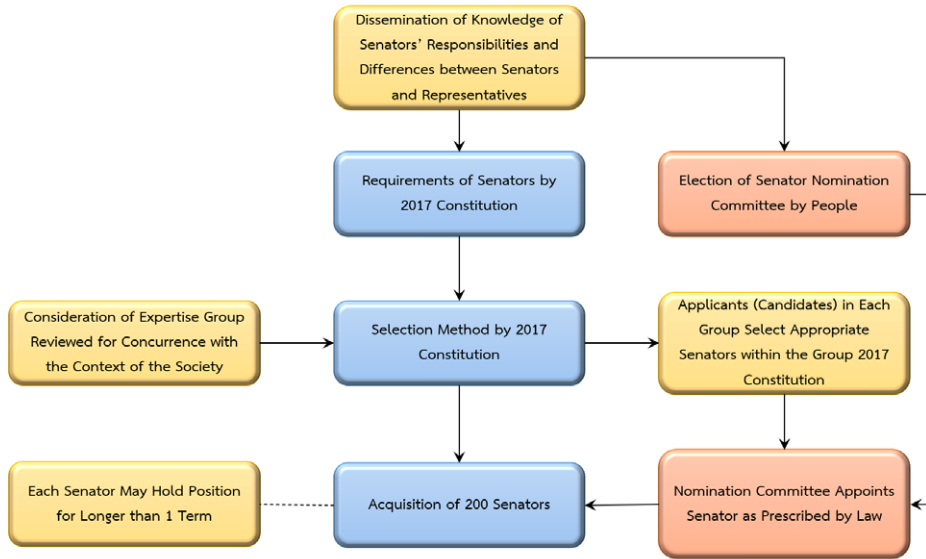 Dissemination of Knowledge of
Senators' Responsibilities and
Differences between Senators
and Representatives
Requirements of Senators by
2017 Constitution
Election of Senator Nomination
Committee by People
Consideration of Expertise Group
Reviewed for Concurrence with
the Context of the Society
Selection Method by 2017
Constitution
Applicants (Candidates) in Each
Group Select Appropriate
Senators within the Group 2017
Constitution
Each Senator May Hold Position
for Longer than 1 Term
Acquisition of 200 Senators
Nomination Committee Appoints
Senator as Prescribed by Law